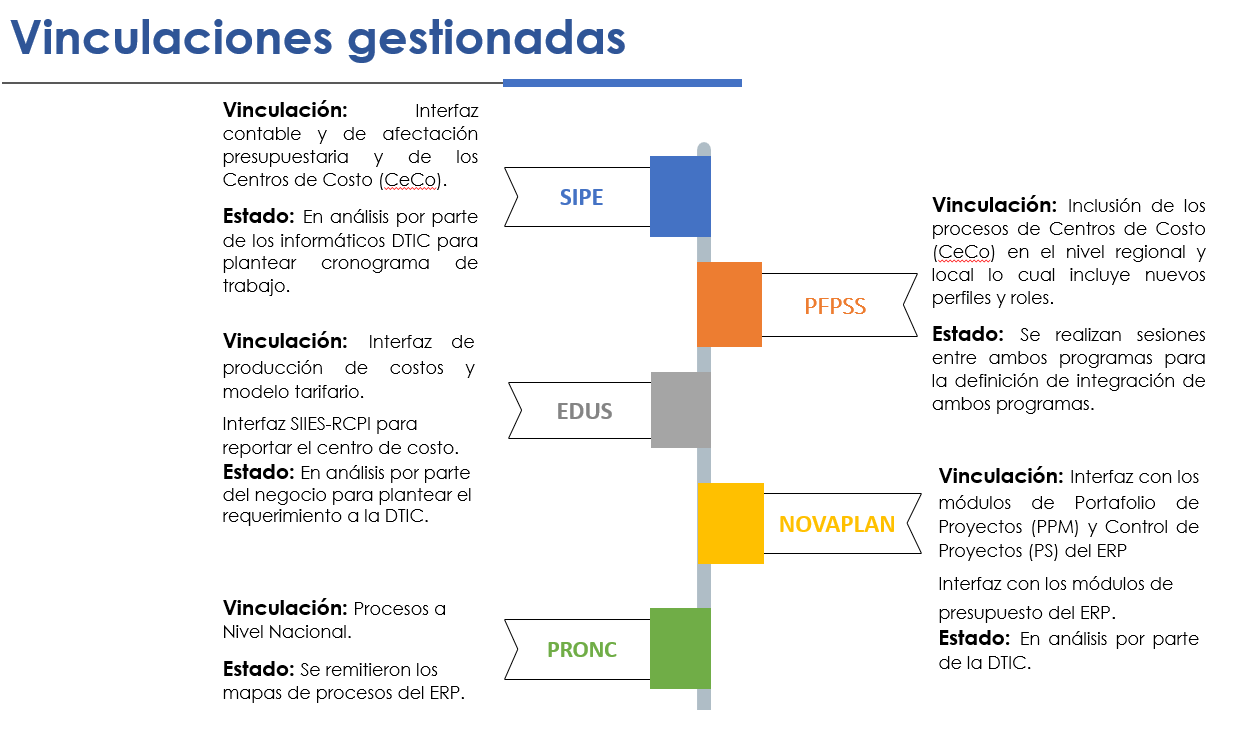 Vinculaciones gestionadas
Vinculación: Interfaz
contable y de afectación
presupuestaria y de los
Centros de Costo (CeCo).
Estado: En análisis por parte
de los informáticos DTIC para
plantear cronograma de
trabajo.
SIPE
Vinculación: Inclusión de los
procesos de Centros de Costo
(CeCo) en el nivel regional y
local lo cual incluye nuevos
perfiles y roles.
Estado: Se realizan sesiones
entre ambos programas para
la definición de integración de
ambos programas.
PFPSS
Vinculación: Interfaz de
producción de costos y
modelo tarifario.
Interfaz SIIES-RCPI para
reportar el centro de costo.
Estado: En análisis por parte
del negocio para plantear el
requerimiento a la DTIC.
EDUS
Vinculación: Interfaz con los
módulos de Portafolio de
Proyectos (PPM) y Control de
Proyectos (PS) del ERP
Interfaz con los módulos de
presupuesto del ERP.
Estado: En análisis por parte
de la DTIC.
NOVAPLAN
Vinculación: Procesos a
Nivel Nacional.
Estado: Se remitieron los
mapas de procesos del ERP.
PRONC